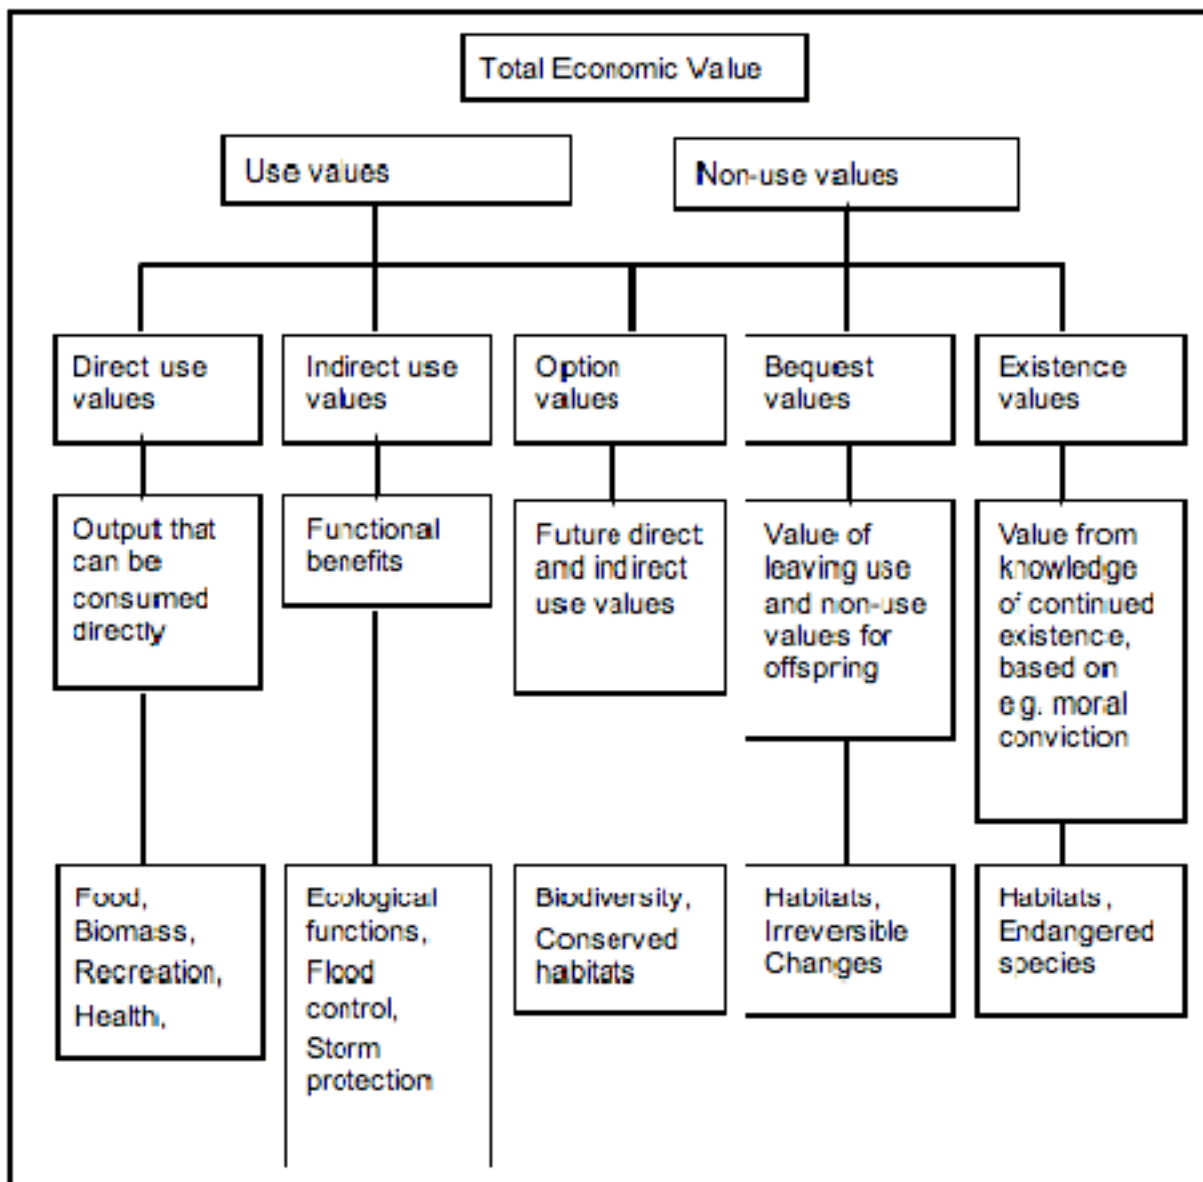 Total Economic Value
Use values
Non-use values
Direct use
values
Indirect use
values
Option
values
Bequest
values
Existence
values
Output that
can be
consumed
directly
Functional
benefits
Future direct
and indirect
use values
Value of
leaving use
and non-use
values for
offspring
Value from
knowledge
of continued
existence,
based on
e.g. moral
conviction
Food,
Biomass,
Recreation,
Health,
Ecological
functions,
Flood
control,
Storm
protection
Biodiversity,
Conserved
habitats
Habitats,
Irreversible
Changes
Habitats,
Endangered
species